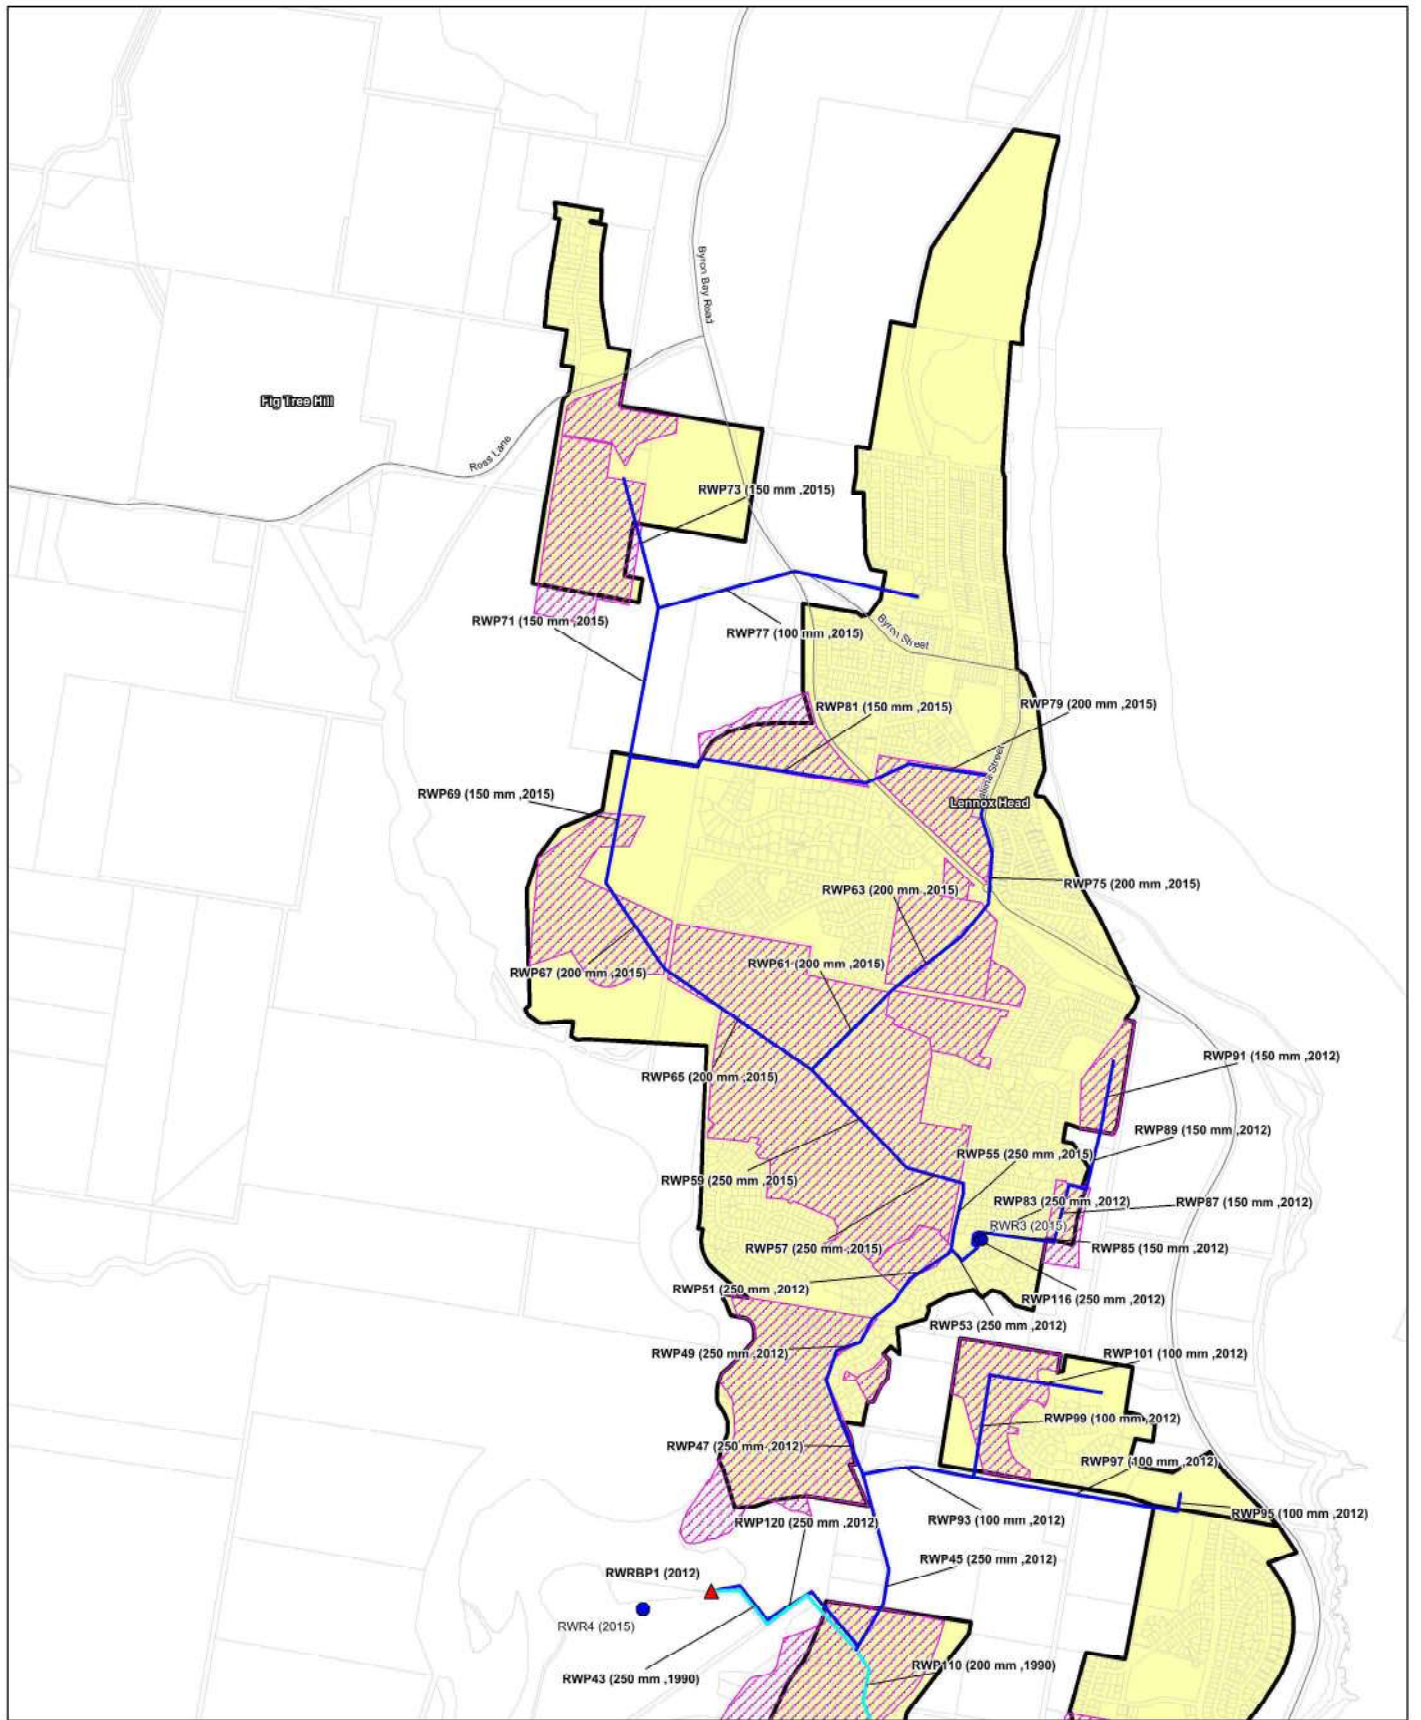 Byron Bay Road
Fig Tree Hill
Ross Lane
RWP73 (150 mm ,2015)
RWP71 (150 mm ,2015)
RWP77 (100 mm ,2015)
Byron Street
RWP81 (150 mm ,2015)
RWP79 (200 mm ,2015)
RWP69 (150 mm ,2015)
Lennox Head
RWP63 (200 mm ,2015)
RWP75 (200 mm ,2015)
RWP67 (200 mm ,2015)
RWP61 (200 mm ,2015)
RWP65 (200 mm ,2015)
RWP91 (150 mm ,2012)
RWP89 (150 mm ,2012)
RWP55 (250 mm ,2015)
RWP59 (250 mm ,2015)
RWP83 (250 mm ,2012)
RWP87 (150 mm ,2012)
RWR3 (2015)
RWP57 (250 mm ,2015)
RWP85 (150 mm ,2012)
RWP51 (250 mm ,2012)
RWP116 (250 mm ,2012)
RWP53 (250 mm ,2012)
RWP49 (250 mm ,2012)
RWP101 (100 mm ,2012)
RWP99 (100 mm ,2012)
RWP47 (250 mm ,2012)
RWP97 (100 mm ,2012)
RWP95 (100 mm ,2012)
RWP120 (250 mm ,2012)
RWP93 (100 mm ,2012)
RWP45 (250 mm ,2012)
RWRBP1 (2012)
RWR4 (2015)
RWP110 (200 mm ,1990)
RWP43 (250 mm ,1990)